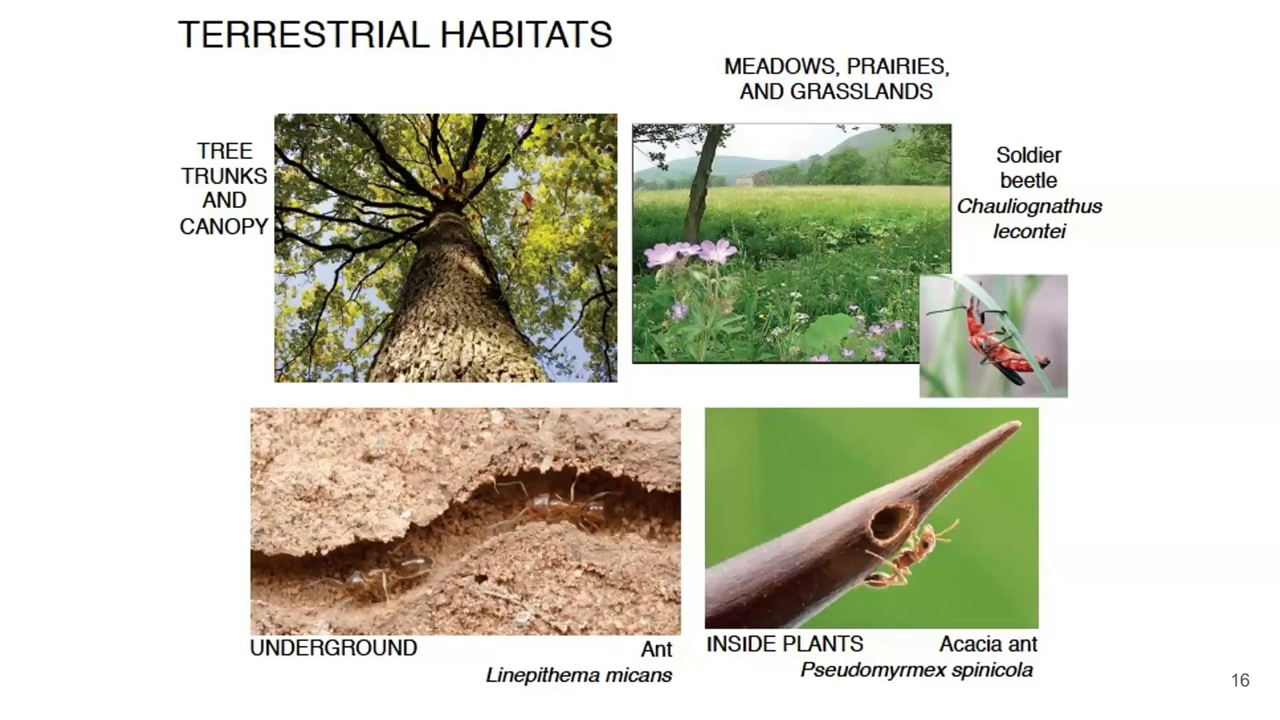 TERRESTRIAL HABITATS
MEADOWS, PRAIRIES,
AND GRASSLANDS
TREE
TRUNKS
AND
CANOPY
Soldier
beetle
Chauliognathus
lecontei
UNDERGROUND
Ant
Linepithema micans
INSIDE PLANTS
Acacia ant
Pseudomyrmex spinicola
16